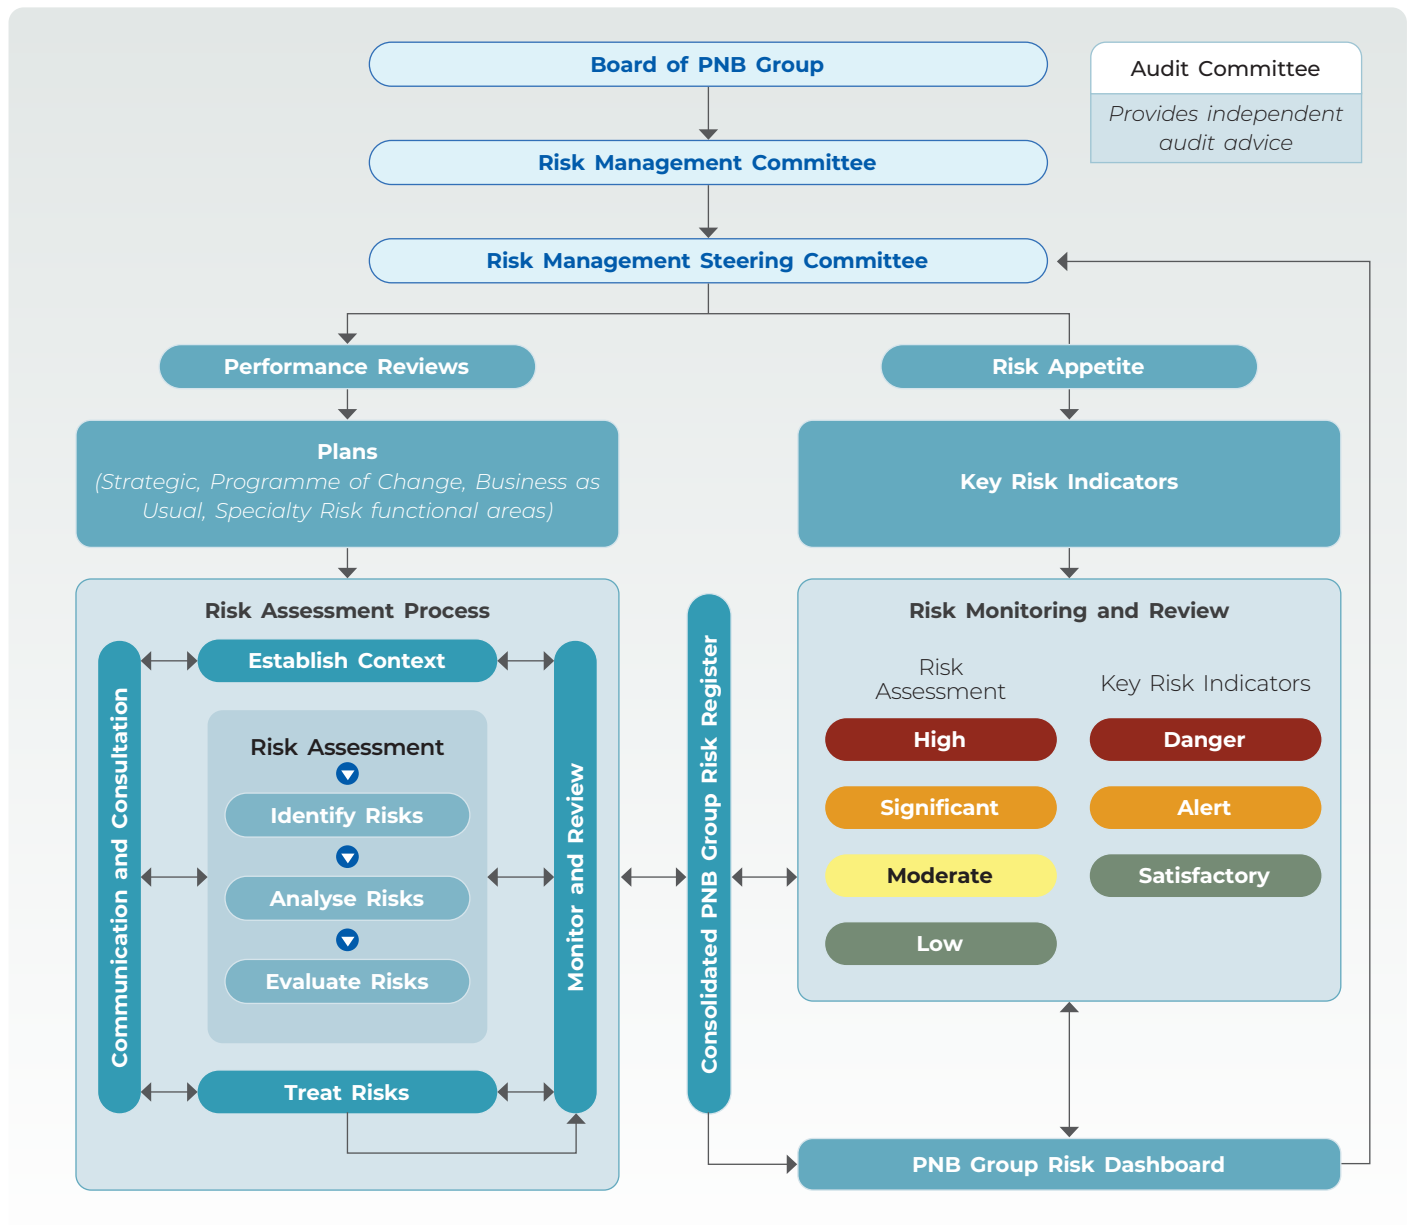 Board of PNB Group
Audit Committee
Provides independent
audit advice
Risk Management Committee
Risk Management Steering Committee
Performance Reviews
Risk Appetite
Plans
(Strategic, Programme of Change, Business as
Usual, Specialty Risk functional areas)
Key Risk Indicators
Risk Assessment Process
Communication and Consultation
Establish Context
Risk Assessment
Identify Risks
Analyse Risks
Evaluate Risks
Treat Risks
Monitor and Review
Consolidated PNB Group Risk Register
Risk Monitoring and Review
Risk
Assessment
High
Significant
Moderate
Low
Key Risk Indicators
Danger
Alert
Satisfactory
PNB Group Risk Dashboard